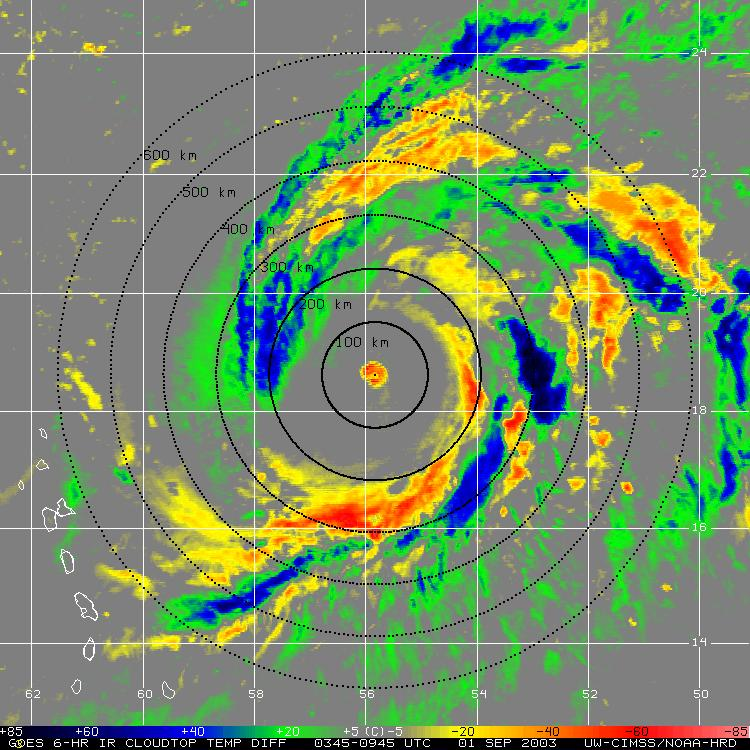 24
600 km
22
500 km
400 km
300 km
20
200 km
100 km
18
16
14
62 60 58 56 54 52 50
+85 +60 +40 +20 +5 (C) -5 -20 -40 -60 -85
GOES 6-HR IR CLOUDTOP TEMP DIFF 0345-0945 UTC 01 SEP 2003 UW-CIMSS/NOAA-HRD